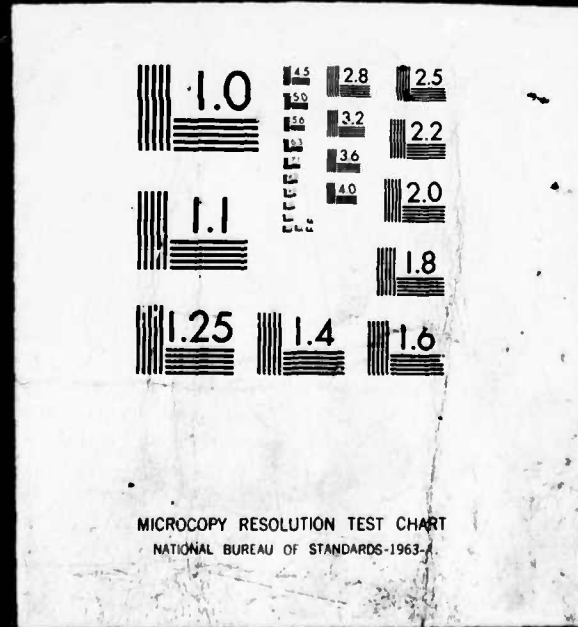 1.0 4.5 2.8 2.5
5.0
5.6 3.2 2.2
6.3
3.6
4.0 2.0
1.1
1.8
1.25 1.4 1.6
MICROCOPY RESOLUTION TEST CHART
NATIONAL BUREAU OF STANDARDS-1963-A